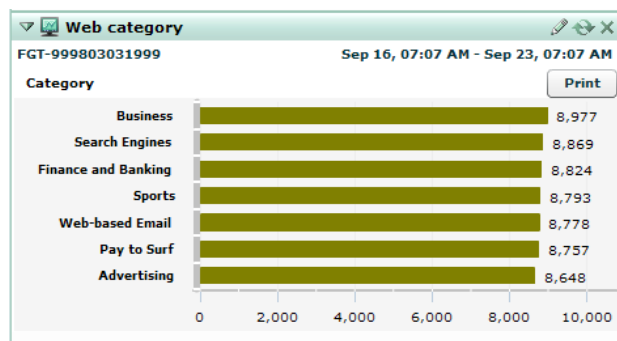 Web category
FGT-999803031999 Sep 16, 07:07 AM - Sep 23, 07:07 AM
Category Print
Business 8,977
Search Engines 8,869
Finance and Banking 8,824
Sports 8,793
Web-based Email 8,778
Pay to Surf 8,757
Advertising 8,648
0 2,000 4,000 6,000 8,000 10,000